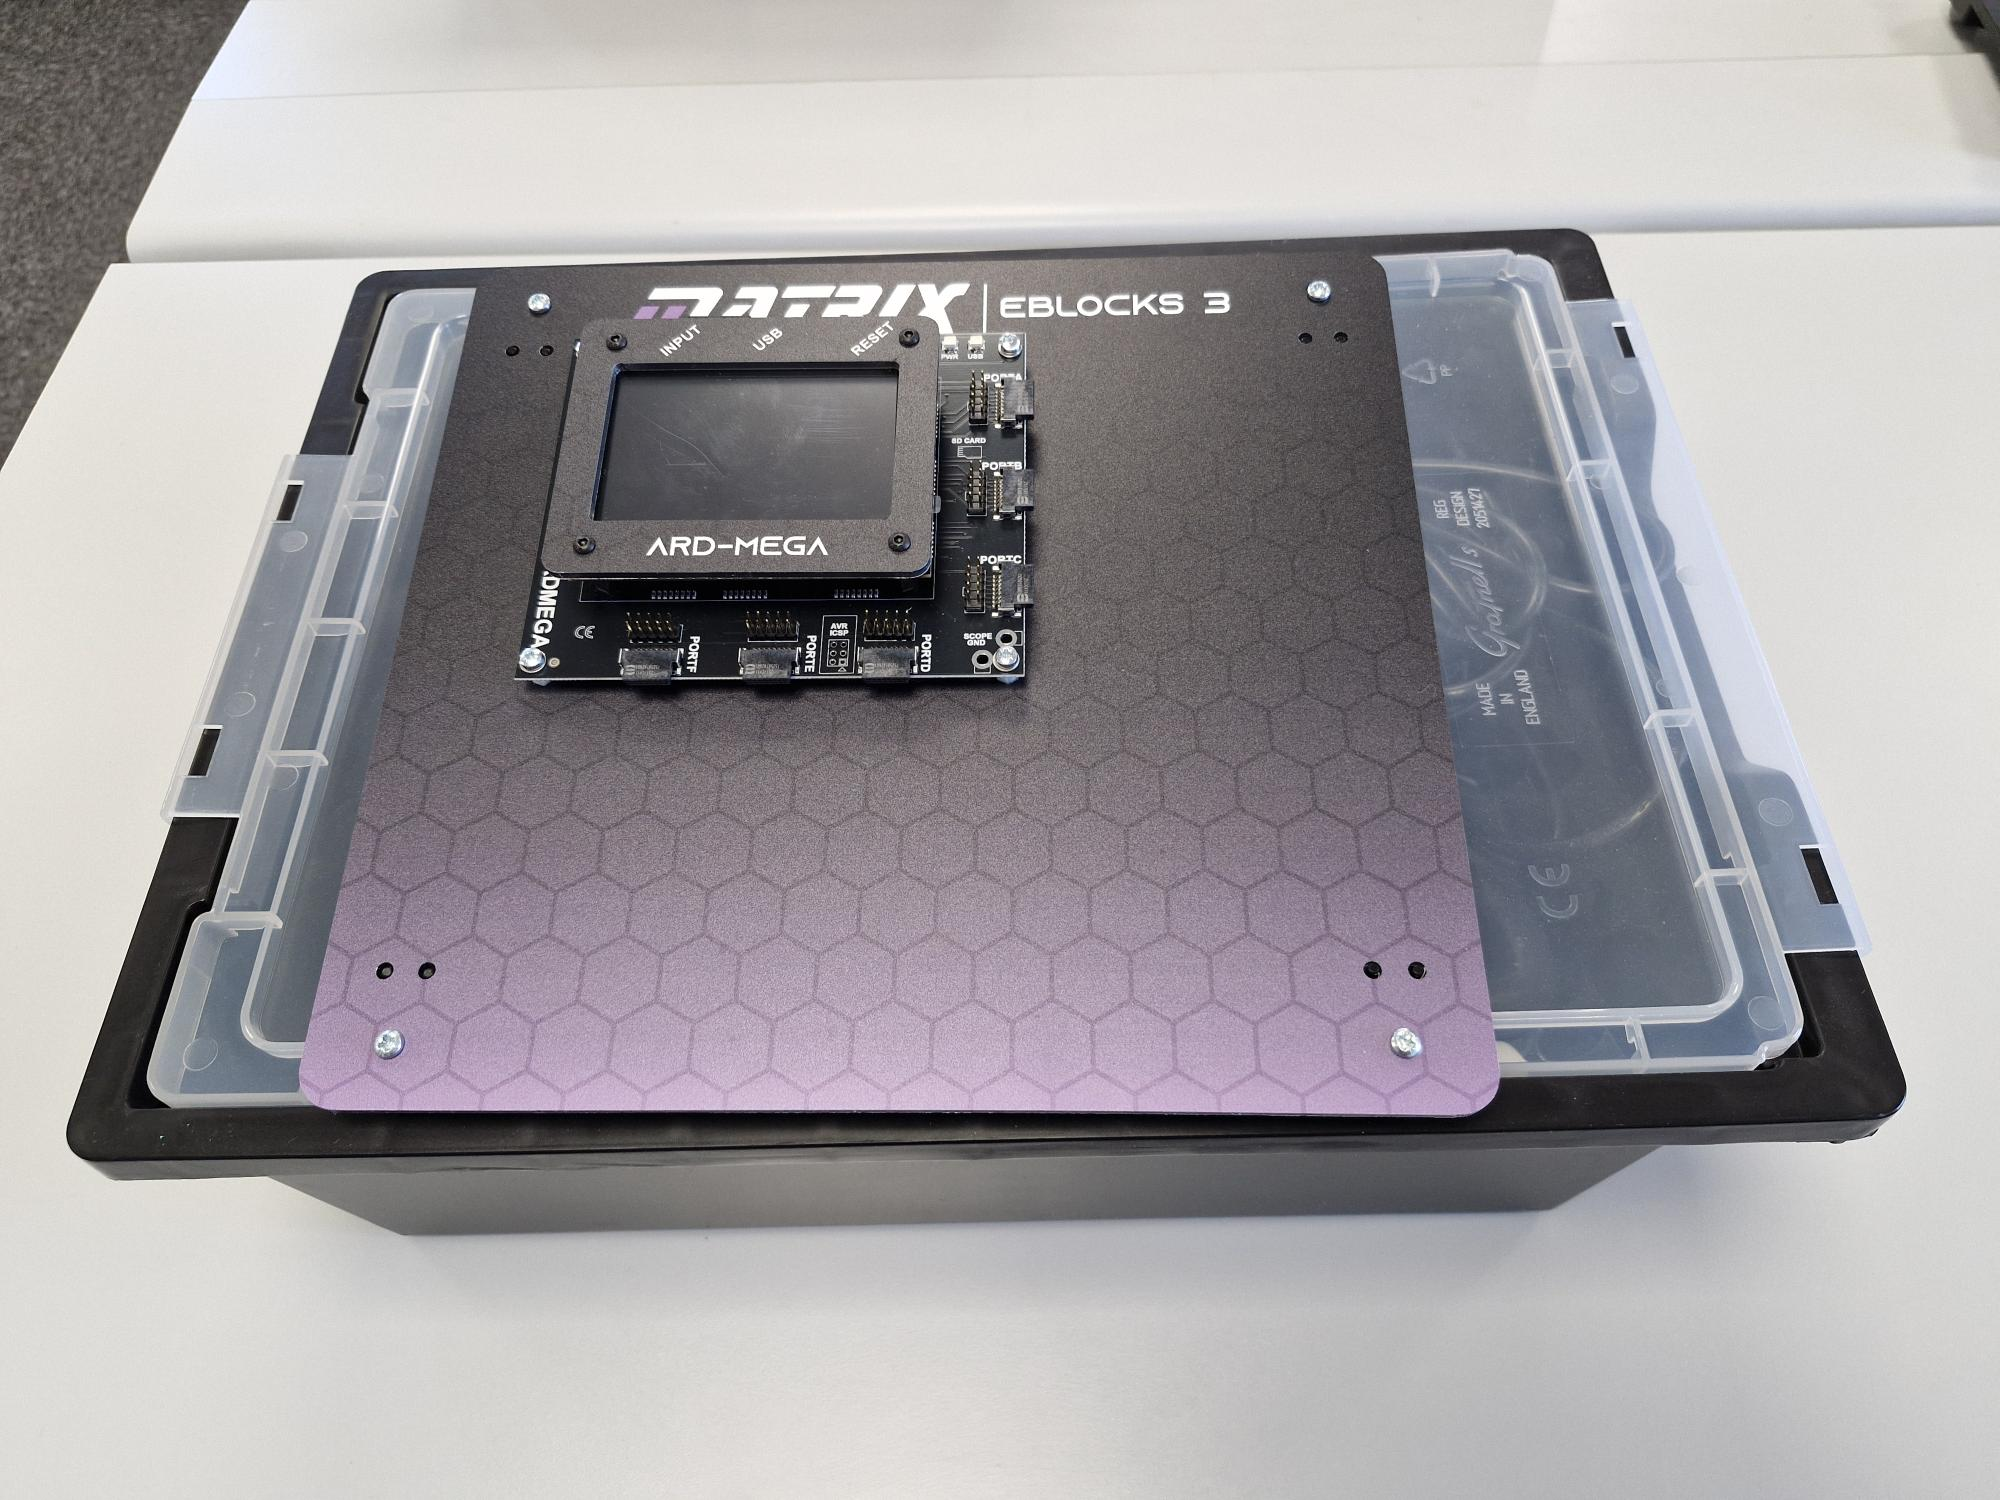 MATRIX | EBLOCKS 3
INPUT
USB
RESET
PWR
USB
PORTA
SD CARD
PORTB
PORTC
ARD-MEGA
CE
AVR
ICSP
SCOPE
GND
PORTF
PORTE
PORTD
PP
REG
DESIGN
2051427
Gratnells
MADE
IN
ENGLAND
CE